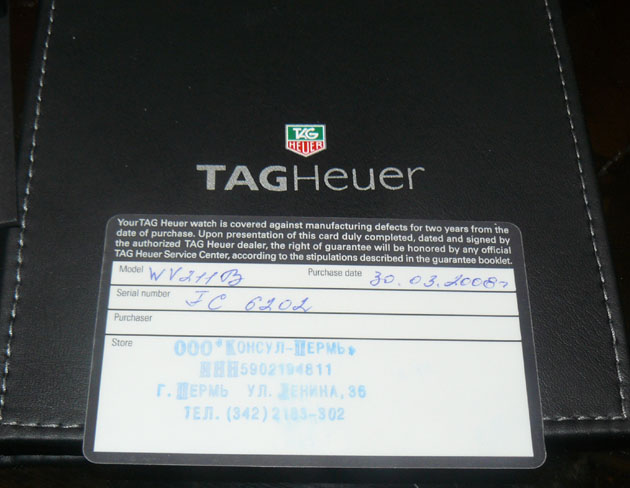 TAG
HEUER
TAGHeuer
Your TAG Heuer watch is covered against manufacturing defects for two years from the
date of purchase. Upon presentation of this card duly completed, dated and signed by
the authorized TAG Heuer dealer, the right of guarantee will be honored by any official
TAG Heuer Service Center, according to the stipulations described in the guarantee booklet.
Model WV211B Purchase date 30.03.2008г
Serial number JC 6202
Purchaser
Store ООО "КОНСУЛ-ПЕРМЬ"
ИНН5902194811
Г. ПЕРМЬ УЛ. ЛЕНИНА, 36
ТЕЛ. (342) 2183-302